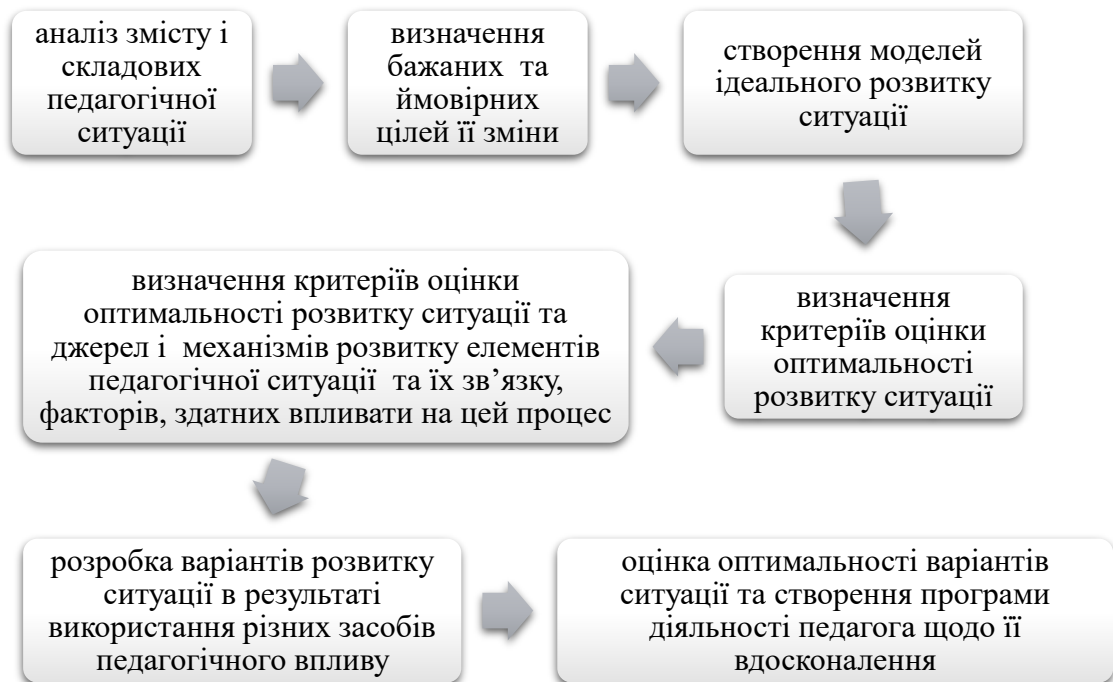 аналіз змісту і
складових
педагогічної
ситуації
визначення
бажаних та
ймовірних
цілей її зміни
створення моделей
ідеального розвитку
ситуації
визначення
критеріїв оцінки
оптимальності
розвитку ситуації
визначення критеріїв оцінки
оптимальності розвитку ситуації та
джерел і механізмів розвитку елементів
педагогічної ситуації та їх зв’язку,
факторів, здатних впливати на цей процес
розробка варіантів розвитку
ситуації в результаті
використання різних засобів
педагогічного впливу
оцінка оптимальності варіантів
ситуації та створення програми
діяльності педагога щодо її
вдосконалення